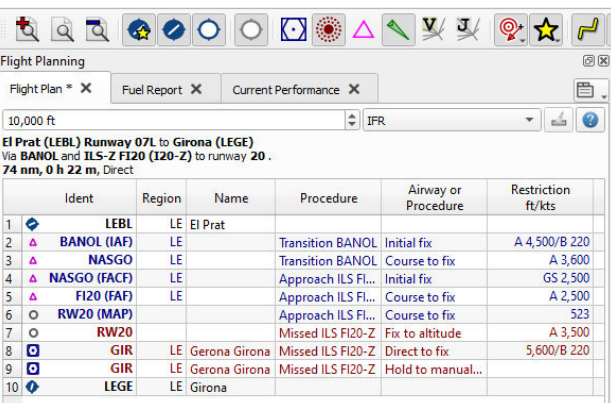 Flight Planning
Flight Plan * Fuel Report Current Performance
10,000 ft IFR
El Prat (LEBL) Runway 07L to Girona (LEGE)
Via BANOL and ILS-Z FI20 (I20-Z) to runway 20 .
74 nm, 0 h 22 m, Direct
Ident Region Name Procedure Airway or Procedure Restriction ft/kts
1 LEBL LE El Prat
2 BANOL (IAF) LE Transition BANOL Initial fix A 4,500/B 220
3 NASGO LE Transition BANOL Course to fix A 3,600
4 NASGO (FACF) LE Approach ILS FI... Initial fix GS 2,500
5 FI20 (FAF) LE Approach ILS FI... Course to fix A 2,500
6 RW20 (MAP) Approach ILS FI... Course to fix 523
7 RW20 Missed ILS FI20-Z Fix to altitude A 3,500
8 GIR LE Gerona Girona Missed ILS FI20-Z Direct to fix 5,600/B 220
9 GIR LE Gerona Girona Missed ILS FI20-Z Hold to manual...
10 LEGE LE Girona